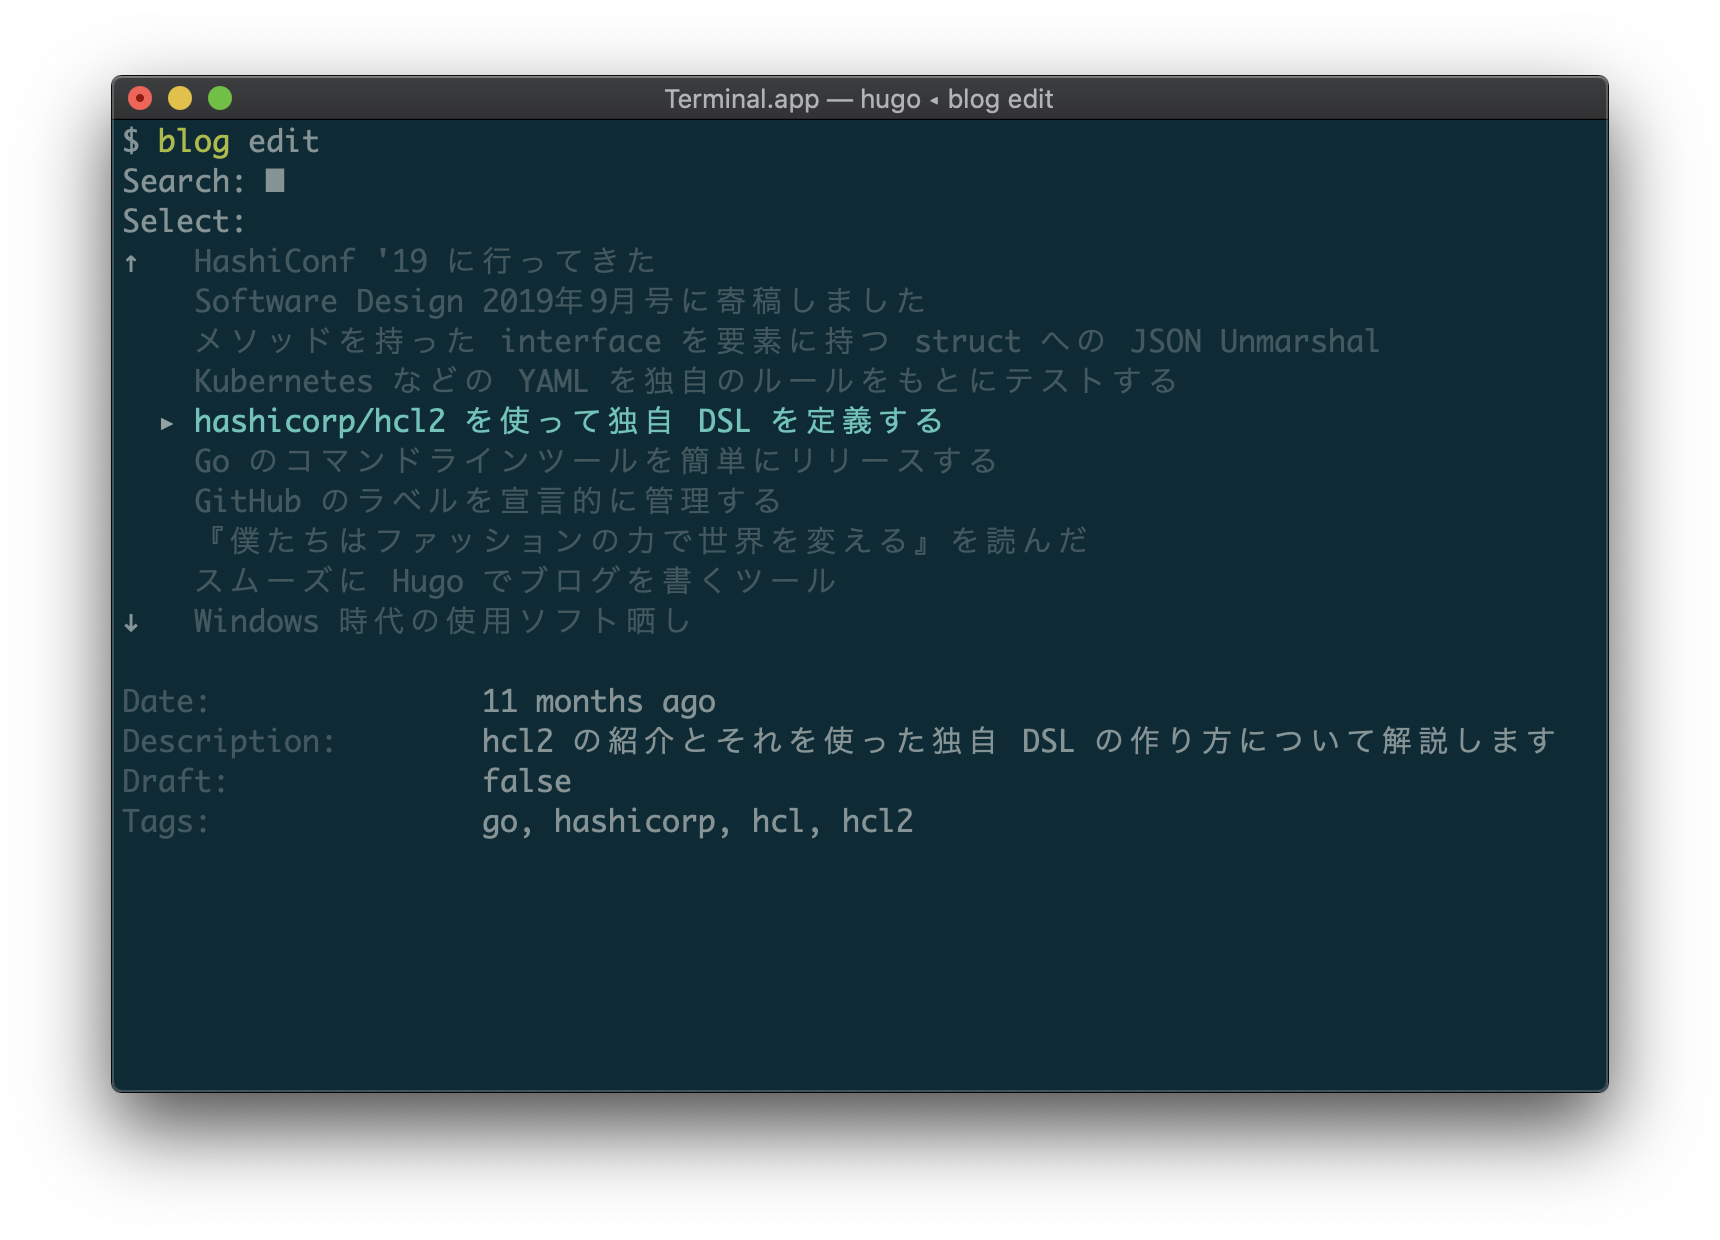 Terminal.app — hugo ◂ blog edit
$ blog edit
Search:
Select:
↑ HashiConf '19 に行ってきた
Software Design 2019年9月号に寄稿しました
メソッドを持った interface を要素に持つ struct への JSON Unmarshal
Kubernetes などの YAML を独自のルールをもとにテストする
▸ hashicorp/hcl2 を使って独自 DSL を定義する
Go のコマンドラインツールを簡単にリリースする
GitHub のラベルを宣言的に管理する
『僕たちはファッションの力で世界を変える』を読んだ
スムーズに Hugo でブログを書くツール
↓ Windows 時代の使用ソフト晒し
Date: 11 months ago
Description: hcl2 の紹介とそれを使った独自 DSL の作り方について解説します
Draft: false
Tags: go, hashicorp, hcl, hcl2